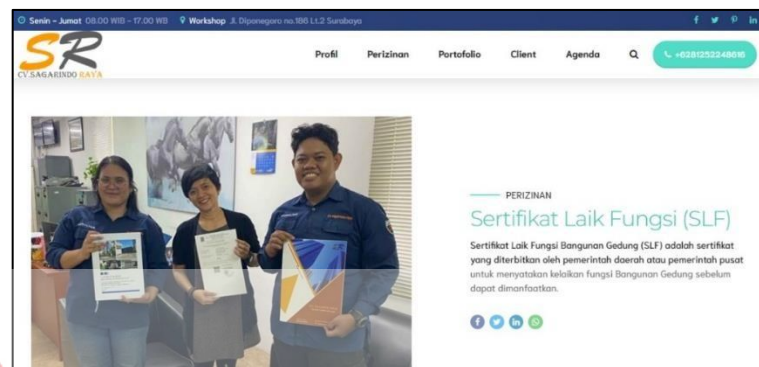 Senin - Jumat 08.00 WIB - 17.00 WB Workshop Jl. Diponegoro no.186 Lt.2 Surabaya
SR
CV.SAGARINDO RAYA
Profil Perizinan Portofolio Client Agenda +6281252248616
PERIZINAN
Sertifikat Laik Fungsi (SLF)
Sertifikat Laik Fungsi Bangunan Gedung (SLF) adalah sertifikat
yang diterbitkan oleh pemerintah daerah atau pemerintah pusat
untuk menyatakan kelaikan fungsi Bangunan Gedung sebelum
dapat dimanfaatkan.